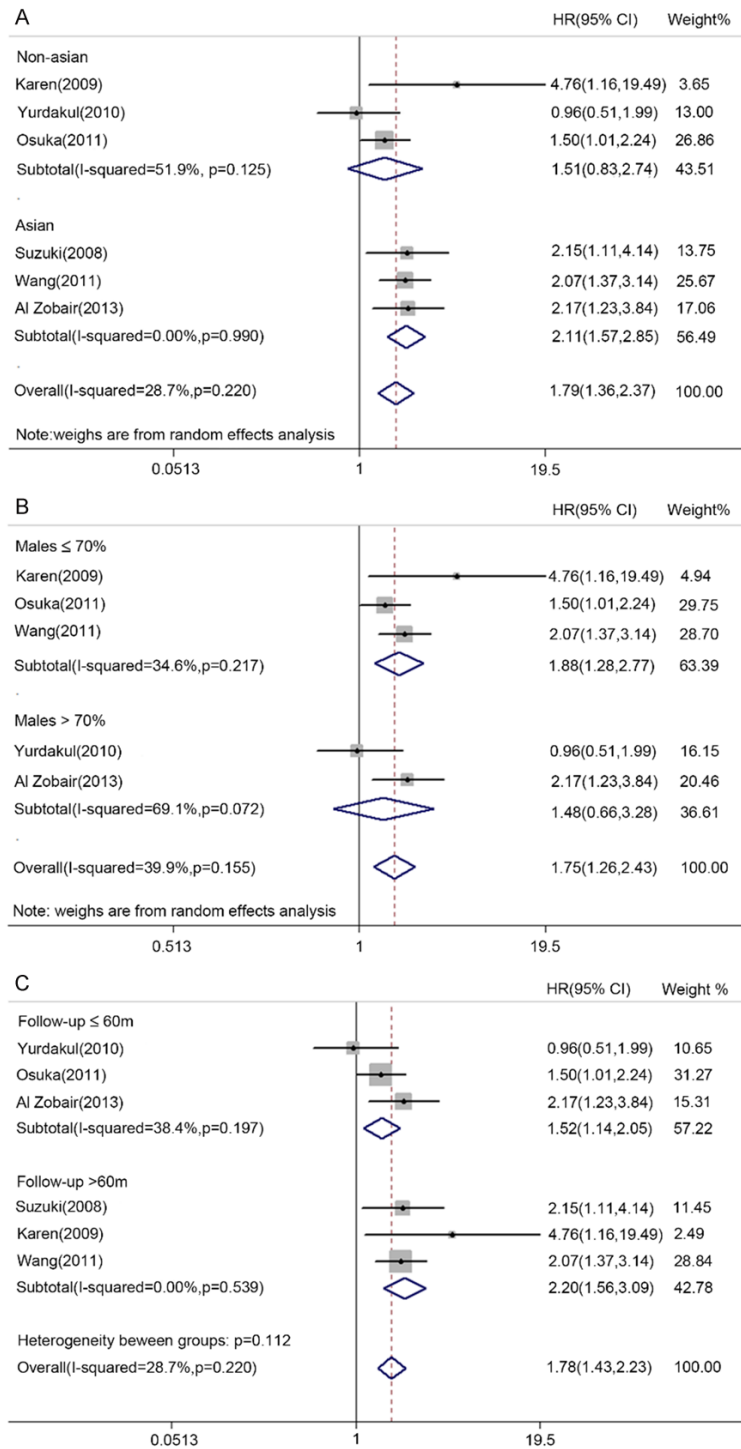 A
HR(95% CI) Weight%
Non-asian
Karen(2009) 4.76(1.16,19.49) 3.65
Yurdakul(2010) 0.96(0.51,1.99) 13.00
Osuka(2011) 1.50(1.01,2.24) 26.86
Subtotal(I-squared=51.9%, p=0.125) 1.51(0.83,2.74) 43.51
.
Asian
Suzuki(2008) 2.15(1.11,4.14) 13.75
Wang(2011) 2.07(1.37,3.14) 25.67
Al Zobair(2013) 2.17(1.23,3.84) 17.06
Subtotal(I-squared=0.00%,p=0.990) 2.11(1.57,2.85) 56.49
.
Overall(I-squared=28.7%,p=0.220) 1.79(1.36,2.37) 100.00
Note:weighs are from random effects analysis
0.0513 1 19.5
B
HR(95% CI) Weight%
Males ≤ 70%
Karen(2009) 4.76(1.16,19.49) 4.94
Osuka(2011) 1.50(1.01,2.24) 29.75
Wang(2011) 2.07(1.37,3.14) 28.70
Subtotal(I-squared=34.6%,p=0.217) 1.88(1.28,2.77) 63.39
.
Males > 70%
Yurdakul(2010) 0.96(0.51,1.99) 16.15
Al Zobair(2013) 2.17(1.23,3.84) 20.46
Subtotal(I-squared=69.1%,p=0.072) 1.48(0.66,3.28) 36.61
.
Overall(I-squared=39.9%,p=0.155) 1.75(1.26,2.43) 100.00
Note: weighs are from random effects analysis
0.513 1 19.5
C
HR(95% CI) Weight %
Follow-up ≤ 60m
Yurdakul(2010) 0.96(0.51,1.99) 10.65
Osuka(2011) 1.50(1.01,2.24) 31.27
Al Zobair(2013) 2.17(1.23,3.84) 15.31
Subtotal(I-squared=38.4%,p=0.197) 1.52(1.14,2.05) 57.22
Follow-up >60m
Suzuki(2008) 2.15(1.11,4.14) 11.45
Karen(2009) 4.76(1.16,19.49) 2.49
Wang(2011) 2.07(1.37,3.14) 28.84
Subtotal(I-squared=0.00%,p=0.539) 2.20(1.56,3.09) 42.78
Heterogeneity beween groups: p=0.112
Overall(I-squared=28.7%,p=0.220) 1.78(1.43,2.23) 100.00
0.0513 1 19.5